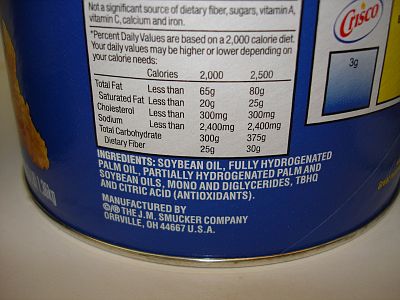 Not a significant source of dietary fiber, sugars, vitamin A,
vitamin C, calcium and iron.
*Percent Daily Values are based on a 2,000 calorie diet.
Your daily values may be higher or lower depending on
your calorie needs:
Calories 2,000 2,500
Total Fat Less than 65g 80g
Saturated Fat Less than 20g 25g
Cholesterol Less than 300mg 300mg
Sodium Less than 2,400mg 2,400mg
Total Carbohydrate 300g 375g
Dietary Fiber 25g 30g
INGREDIENTS: SOYBEAN OIL, FULLY HYDROGENATED
PALM OIL, PARTIALLY HYDROGENATED PALM AND
SOYBEAN OILS, MONO AND DIGLYCERIDES, TBHQ
AND CITRIC ACID (ANTIOXIDANTS).
MANUFACTURED BY
©/® THE J.M. SMUCKER COMPANY
ORRVILLE, OH 44667 U.S.A.
Crisco
3g